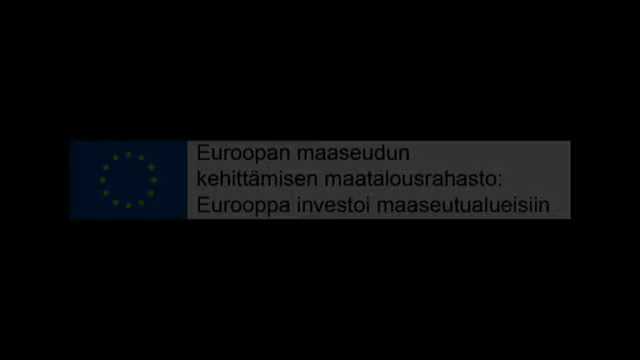 Euroopan maaseudun
kehittämisen maatalousrahasto:
Eurooppa investoi maaseutualueisiin